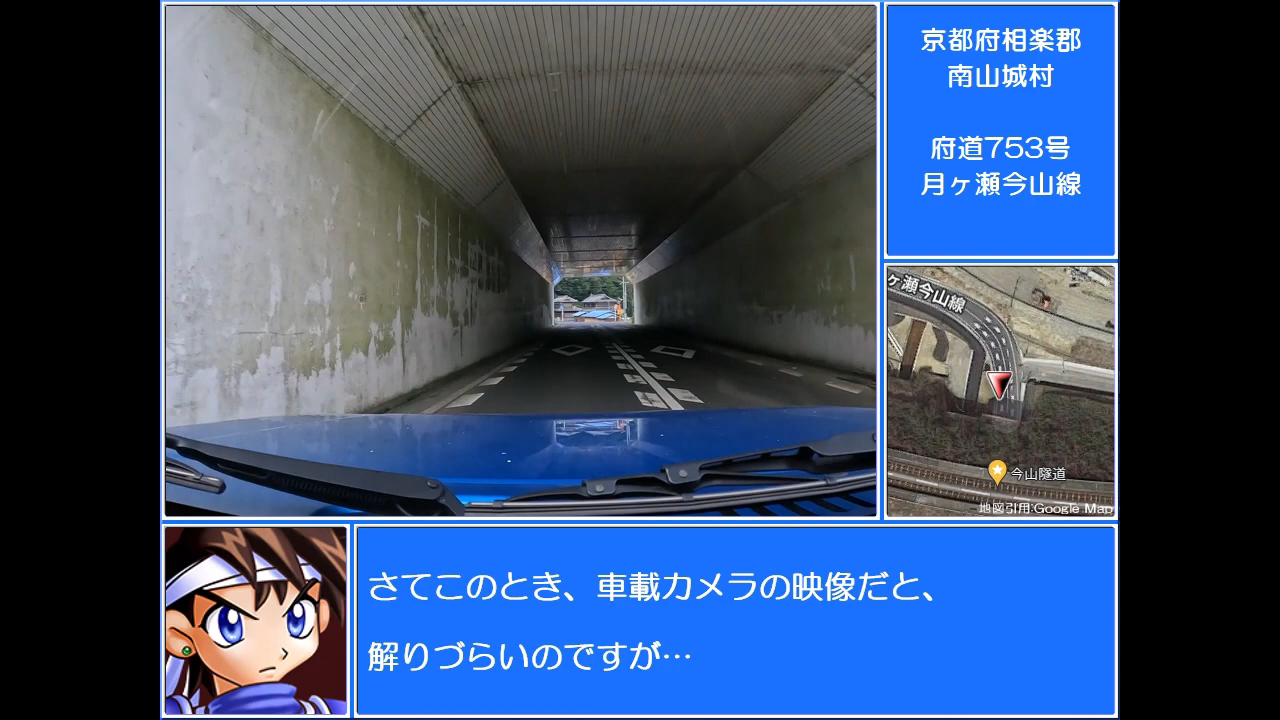 京都府相楽郡
南山城村
府道753号
月ヶ瀬今山線
ヶ瀬今山線
今山隧道
地図引用:Google Map
さてこのとき、車載カメラの映像だと、
解りづらいのですが…